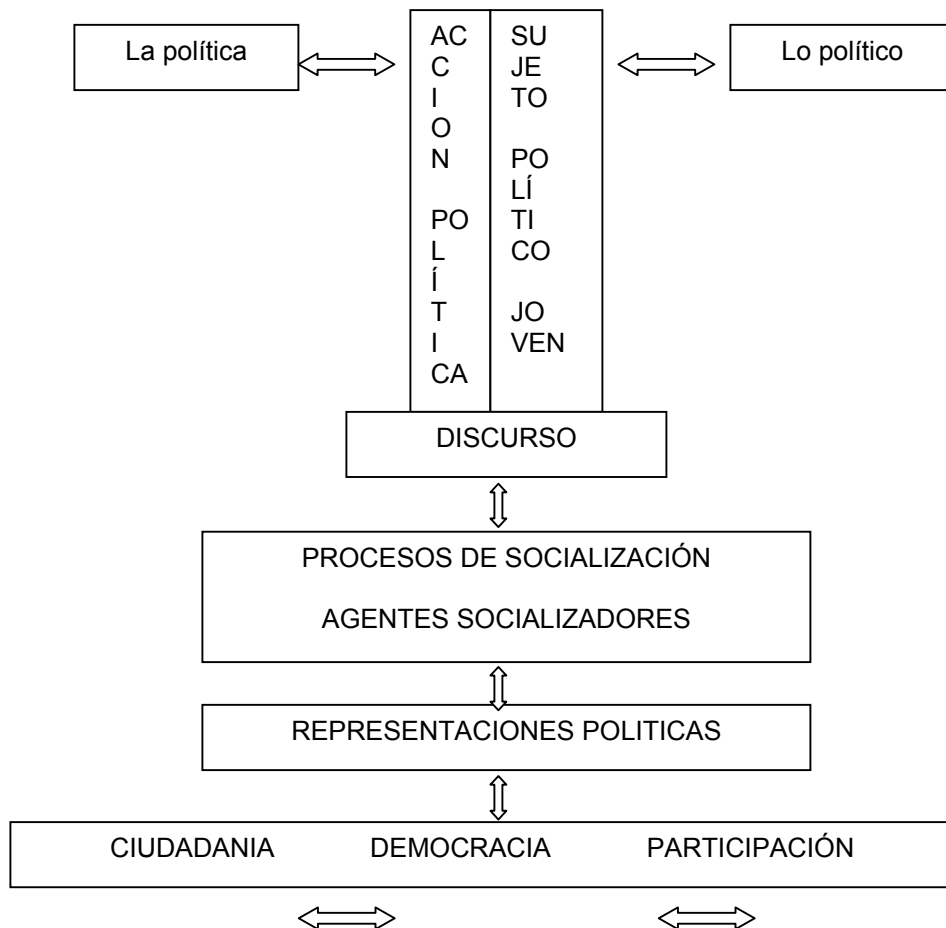 La política
AC
C
I
O
N
PO
L
Í
T
I
CA
SU
JE
TO
PO
LÍ
TI
CO
JO
VEN
Lo político
DISCURSO
PROCESOS DE SOCIALIZACIÓN
AGENTES SOCIALIZADORES
REPRESENTACIONES POLITICAS
CIUDADANIA DEMOCRACIA PARTICIPACIÓN